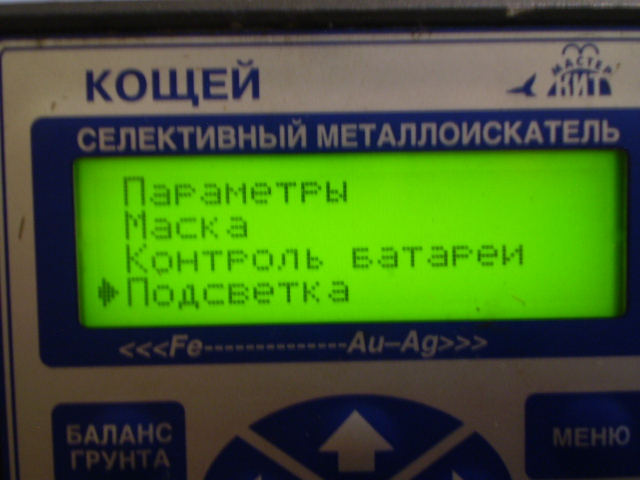 КОЩЕЙ
МАСТЕР
КИТ
СЕЛЕКТИВНЫЙ МЕТАЛЛОИСКАТЕЛЬ
Параметры
Маска
Контроль батареи
Подсветка
<<<Fe--------------Au–Ag>>>
БАЛАНС
ГРУНТА
МЕНЮ